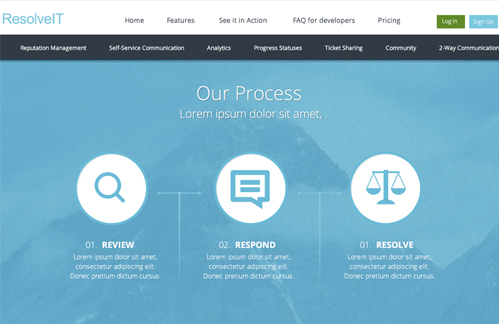 ResolveIT
Home Features See it in Action FAQ for developers Pricing Log In Sign Up
Reputation Management Self-Service Communication Analytics Progress Statuses Ticket Sharing Community 2-Way Communication
Our Process
Lorem ipsum dolor sit amet, .
01. REVIEW
Lorem ipsum dolor sit amet,
consectetur adipiscing elit.
Donec pretium dictum cursus.
02. RESPOND
Lorem ipsum dolor sit amet,
consectetur adipiscing elit.
Donec pretium dictum cursus.
01. RESOLVE
Lorem ipsum dolor sit amet,
consectetur adipiscing elit.
Donec pretium dictum cursus.